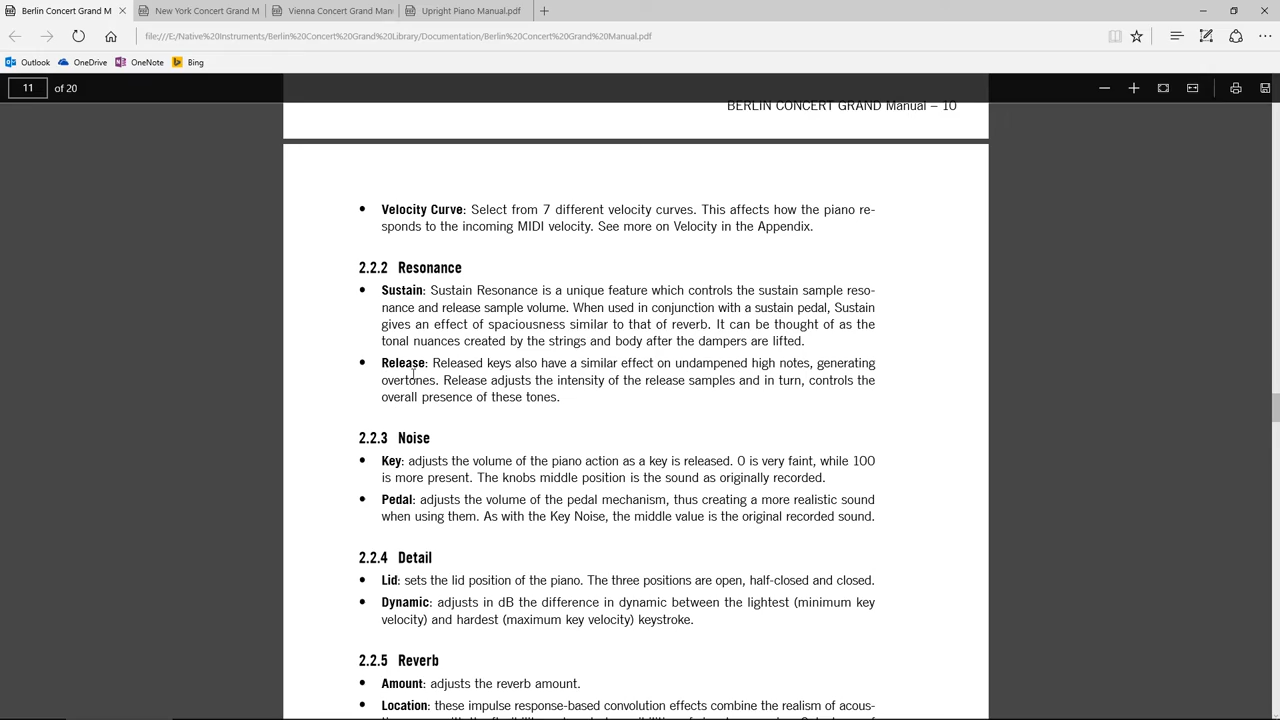 Berlin Concert Grand M
New York Concert Grand M
Vienna Concert Grand Man
Upright Piano Manual.pdf
file:///E:/Native%20Instruments/Berlin%20Concert%20Grand%20Library/Documentation/Berlin%20Concert%20Grand%20Manual.pdf
Outlook
OneDrive
OneNote
Bing
11 of 20
BERLIN CONCERT GRAND Manual – 10
• Velocity Curve: Select from 7 different velocity curves. This affects how the piano re-
sponds to the incoming MIDI velocity. See more on Velocity in the Appendix.
2.2.2 Resonance
• Sustain: Sustain Resonance is a unique feature which controls the sustain sample reso-
nance and release sample volume. When used in conjunction with a sustain pedal, Sustain
gives an effect of spaciousness similar to that of reverb. It can be thought of as the
tonal nuances created by the strings and body after the dampers are lifted.
• Release: Released keys also have a similar effect on undampened high notes, generating
overtones. Release adjusts the intensity of the release samples and in turn, controls the
overall presence of these tones.
2.2.3 Noise
• Key: adjusts the volume of the piano action as a key is released. 0 is very faint, while 100
is more present. The knobs middle position is the sound as originally recorded.
• Pedal: adjusts the volume of the pedal mechanism, thus creating a more realistic sound
when using them. As with the Key Noise, the middle value is the original recorded sound.
2.2.4 Detail
• Lid: sets the lid position of the piano. The three positions are open, half-closed and closed.
• Dynamic: adjusts in dB the difference in dynamic between the lightest (minimum key
velocity) and hardest (maximum key velocity) keystroke.
2.2.5 Reverb
• Amount: adjusts the reverb amount.
• Location: these impulse response-based convolution effects combine the realism of acous-